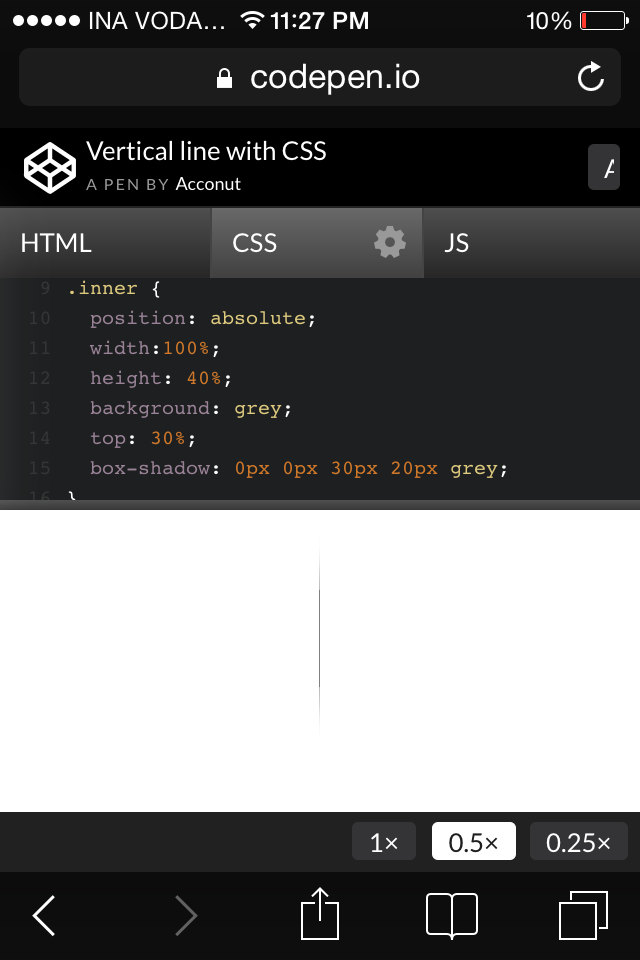 INA VODA... 11:27 PM 10%
codepen.io
Vertical line with CSS
A PEN BY Acconut
A
HTML CSS JS
9 .inner {
10 position: absolute;
11 width:100%;
12 height: 40%;
13 background: grey;
14 top: 30%;
15 box-shadow: 0px 0px 30px 20px grey;
16 }
1× 0.5× 0.25×